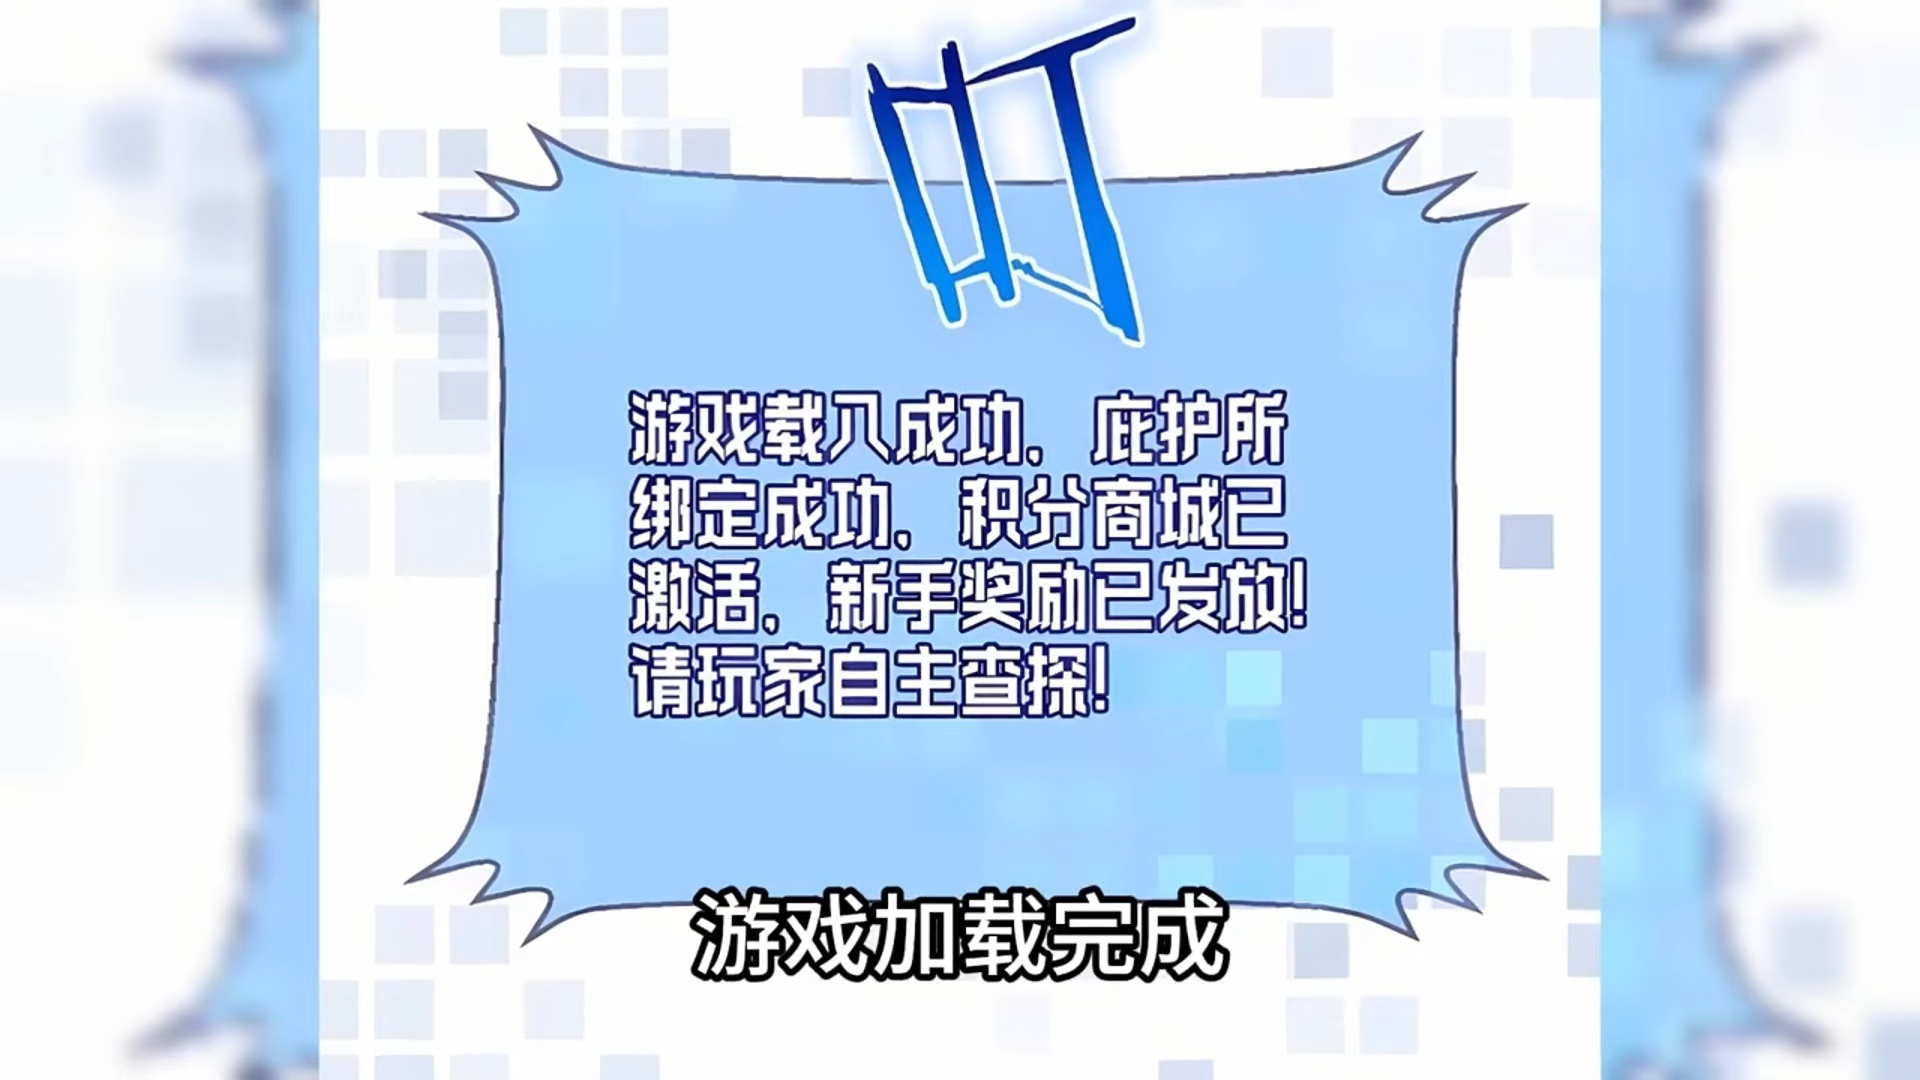 叮
游戏载入成功，庇护所
绑定成功，积分商城已
激活，新手奖励已发放！
请玩家自主查探！
游戏加载完成